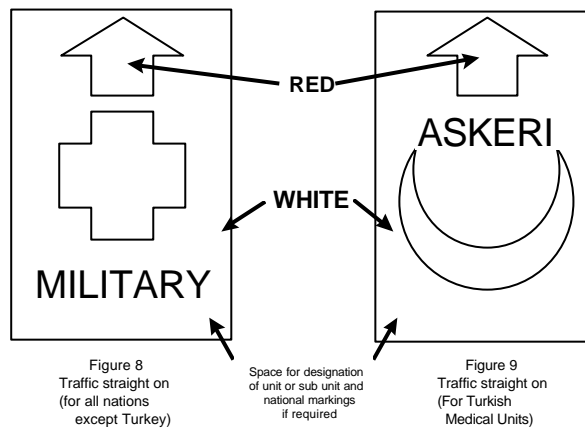 RED
ASKERI
WHITE
MILITARY
Figure 8
Traffic straight on
(for all nations
except Turkey)
Space for designation
of unit or sub unit and
national markings
if required
Figure 9
Traffic straight on
(For Turkish
Medical Units)